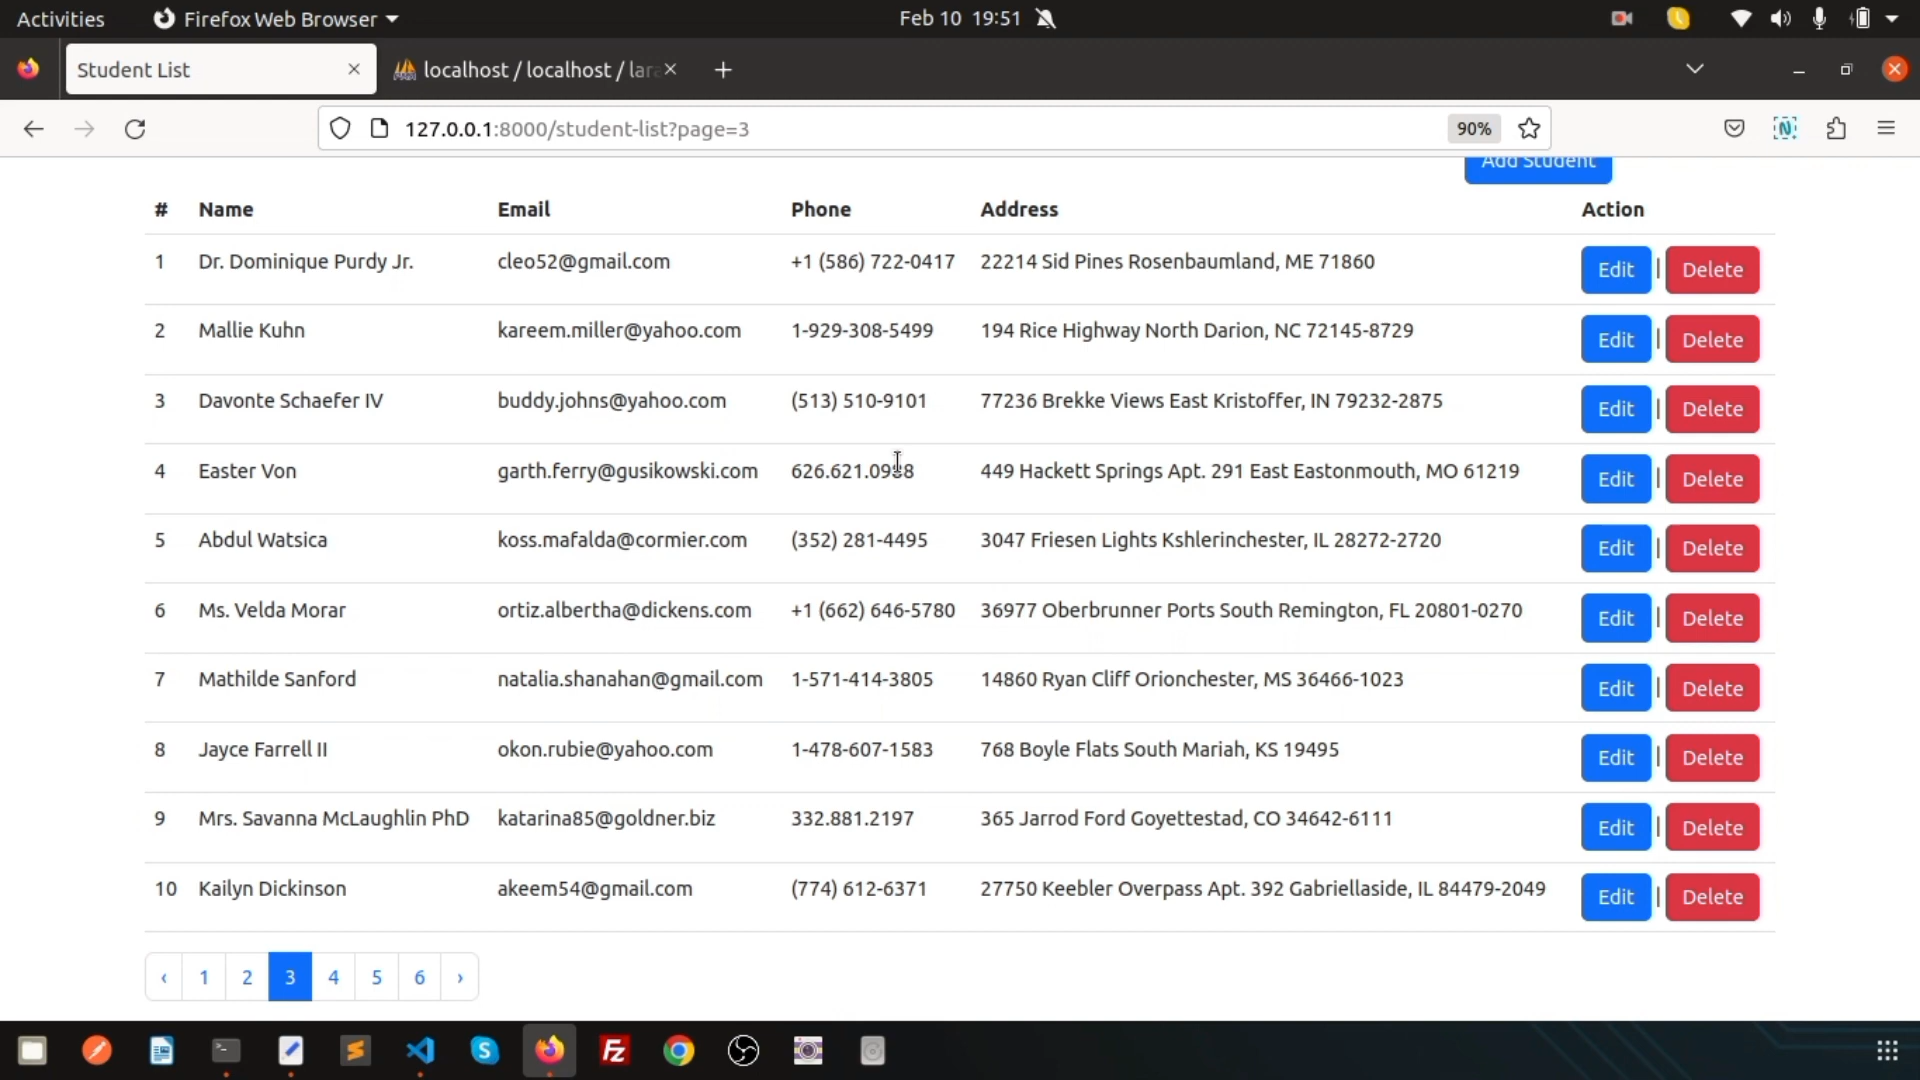 Activities Firefox Web Browser Feb 10 19:51
Student List localhost / localhost / lar
127.0.0.1:8000/student-list?page=3 90%
Add Student
# Name Email Phone Address Action
1 Dr. Dominique Purdy Jr. cleo52@gmail.com +1 (586) 722-0417 22214 Sid Pines Rosenbaumland, ME 71860 Edit | Delete
2 Mallie Kuhn kareem.miller@yahoo.com 1-929-308-5499 194 Rice Highway North Darion, NC 72145-8729 Edit | Delete
3 Davonte Schaefer IV buddy.johns@yahoo.com (513) 510-9101 77236 Brekke Views East Kristoffer, IN 79232-2875 Edit | Delete
4 Easter Von garth.ferry@gusikowski.com 449 Hackett Springs Apt. 291 East Eastonmouth, MO 61219 Edit | Delete
5 Abdul Watsica koss.mafalda@cormier.com (352) 281-4495 3047 Friesen Lights Kshlerinchester, IL 28272-2720 Edit | Delete
6 Ms. Velda Morar ortiz.albertha@dickens.com +1 (662) 646-5780 36977 Oberbrunner Ports South Remington, FL 20801-0270 Edit | Delete
7 Mathilde Sanford natalia.shanahan@gmail.com 1-571-414-3805 14860 Ryan Cliff Orionchester, MS 36466-1023 Edit | Delete
8 Jayce Farrell II okon.rubie@yahoo.com 1-478-607-1583 768 Boyle Flats South Mariah, KS 19495 Edit | Delete
9 Mrs. Savanna McLaughlin PhD katarina85@goldner.biz 332.881.2197 365 Jarrod Ford Goyettestad, CO 34642-6111 Edit | Delete
10 Kailyn Dickinson akeem54@gmail.com (774) 612-6371 27750 Keebler Overpass Apt. 392 Gabriellaside, IL 84479-2049 Edit | Delete
‹ 1 2 3 4 5 6 ›